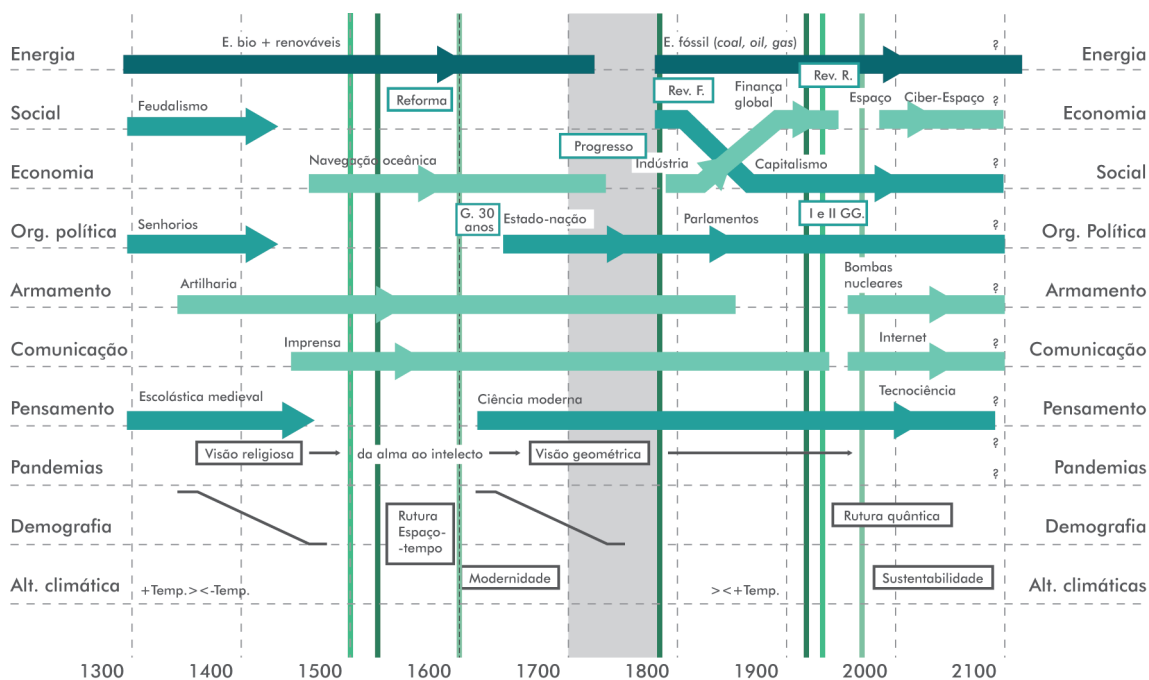 E. bio + renováveis
E. fóssil (coal, oil, gas)
?
Energia
Energia
Rev. R.
Reforma
Rev. F.
Finança
global
Espaço
Ciber-Espaço
?
Social
Feudalismo
Economia
Progresso
Navegação oceânica
Indústria
Capitalismo
?
Economia
Social
G. 30
anos
Estado-nação
Parlamentos
I e II GG.
Senhorios
?
Org. política
Org. Política
Artilharia
Bombas
nucleares
?
Armamento
Armamento
Imprensa
Internet
?
Comunicação
Comunicação
Escolástica medieval
Ciência moderna
Tecnociência
?
Pensamento
Pensamento
Visão religiosa
da alma ao intelecto
Visão geométrica
?
Pandemias
?
Pandemias
Rutura
Espaço-
-tempo
Rutura quântica
Demografia
Demografia
Modernidade
Sustentabilidade
Alt. climática
+Temp.><-Temp.
><+Temp.
Alt. climáticas
1300
1400
1500
1600
1700
1800
1900
2000
2100